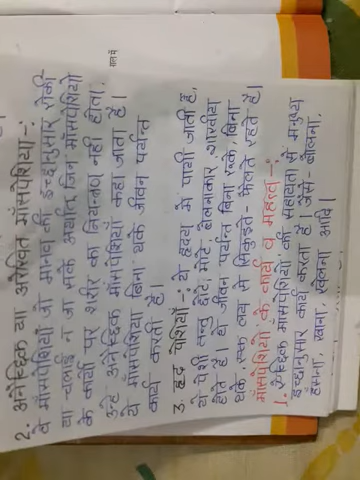 2. अनैच्छिक या अरेखित माँसपेशियाँ -:
वे माँसपेशियाँ जो मानव की इच्छानुसार रोकी
या चलाई न जा सके अर्थात् जिन माँसपेशियो
के कार्यो पर शरीर का नियन्त्रण नही होता,
उन्हे अनैच्छिक माँसपेशियाँ कहा जाता है।
ये माँसपेशिया बिना थके जीवन पर्यन्त
कार्य करती है।
3. हृद पेशियाँ -: ये हृदय मे पायी जाती है,
ये पेशी तन्तु छोटे, मोटे, बेलनाकार, शाखीय
होते है ये जीवन पर्यन्त बिना रूके, बिना
थके, एक लय मे सिकुड़ते - फैलते रहते है।
माँसपेशियो के कार्य व महत्त्व -:
1. ऐच्छिक माँसपेशियो की सहायता से मनुष्य
इच्छानुसार कार्य करता है। जैसे - बोलना,
हँसना, खाना, खेलना आदि।